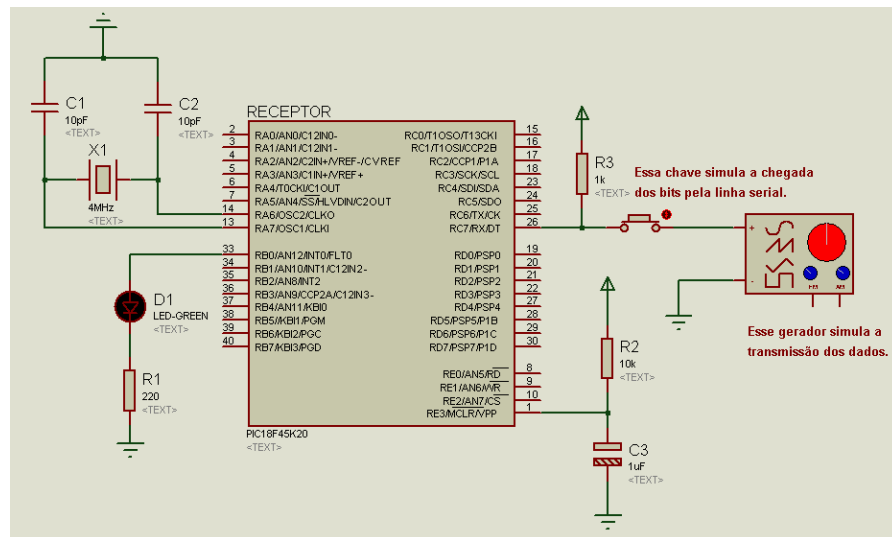 C1
10pF
<TEXT>
C2
10pF
<TEXT>
X1
4MHz
<TEXT>
RECEPTOR
2 RA0/AN0/C12IN0-
3 RA1/AN1/C12IN1-
4 RA2/AN2/C2IN+/VREF-/CVREF
5 RA3/AN3/C1IN+/VREF+
6 RA4/T0CKI/C1OUT
7 RA5/AN4/SS/HLVDIN/C2OUT
14 RA6/OSC2/CLKO
13 RA7/OSC1/CLKI
33 RB0/AN12/INT0/FLT0
34 RB1/AN10/INT1/C12IN2-
35 RB2/AN8/INT2
36 RB3/AN9/CCP2A/C12IN3-
37 RB4/AN11/KBI0
38 RB5//KBI1/PGM
39 RB6/KBI2/PGC
40 RB7/KBI3/PGD
RC0/T1OSO/T13CKI 15
RC1/T1OSI/CCP2B 16
RC2/CCP1/P1A 17
RC3/SCK/SCL 18
RC4/SDI/SDA 23
RC5/SDO 24
RC6/TX/CK 25
RC7/RX/DT 26
RD0/PSP0 19
RD1/PSP1 20
RD2/PSP2 21
RD3/PSP3 22
RD4/PSP4 27
RD5/PSP5/P1B 28
RD6/PSP6/P1C 29
RD7/PSP7/P1D 30
RE0/AN5/RD 8
RE1/AN6/WR 9
RE2/AN7/CS 10
RE3/MCLR/VPP 1
PIC18F45K20
<TEXT>
D1
LED-GREEN
<TEXT>
R1
220
<TEXT>
R3
1k
<TEXT>
Essa chave simula a chegada
dos bits pela linha serial.
+
-
Esse gerador simula a
transmissão dos dados.
R2
10k
<TEXT>
C3
1uF
<TEXT>